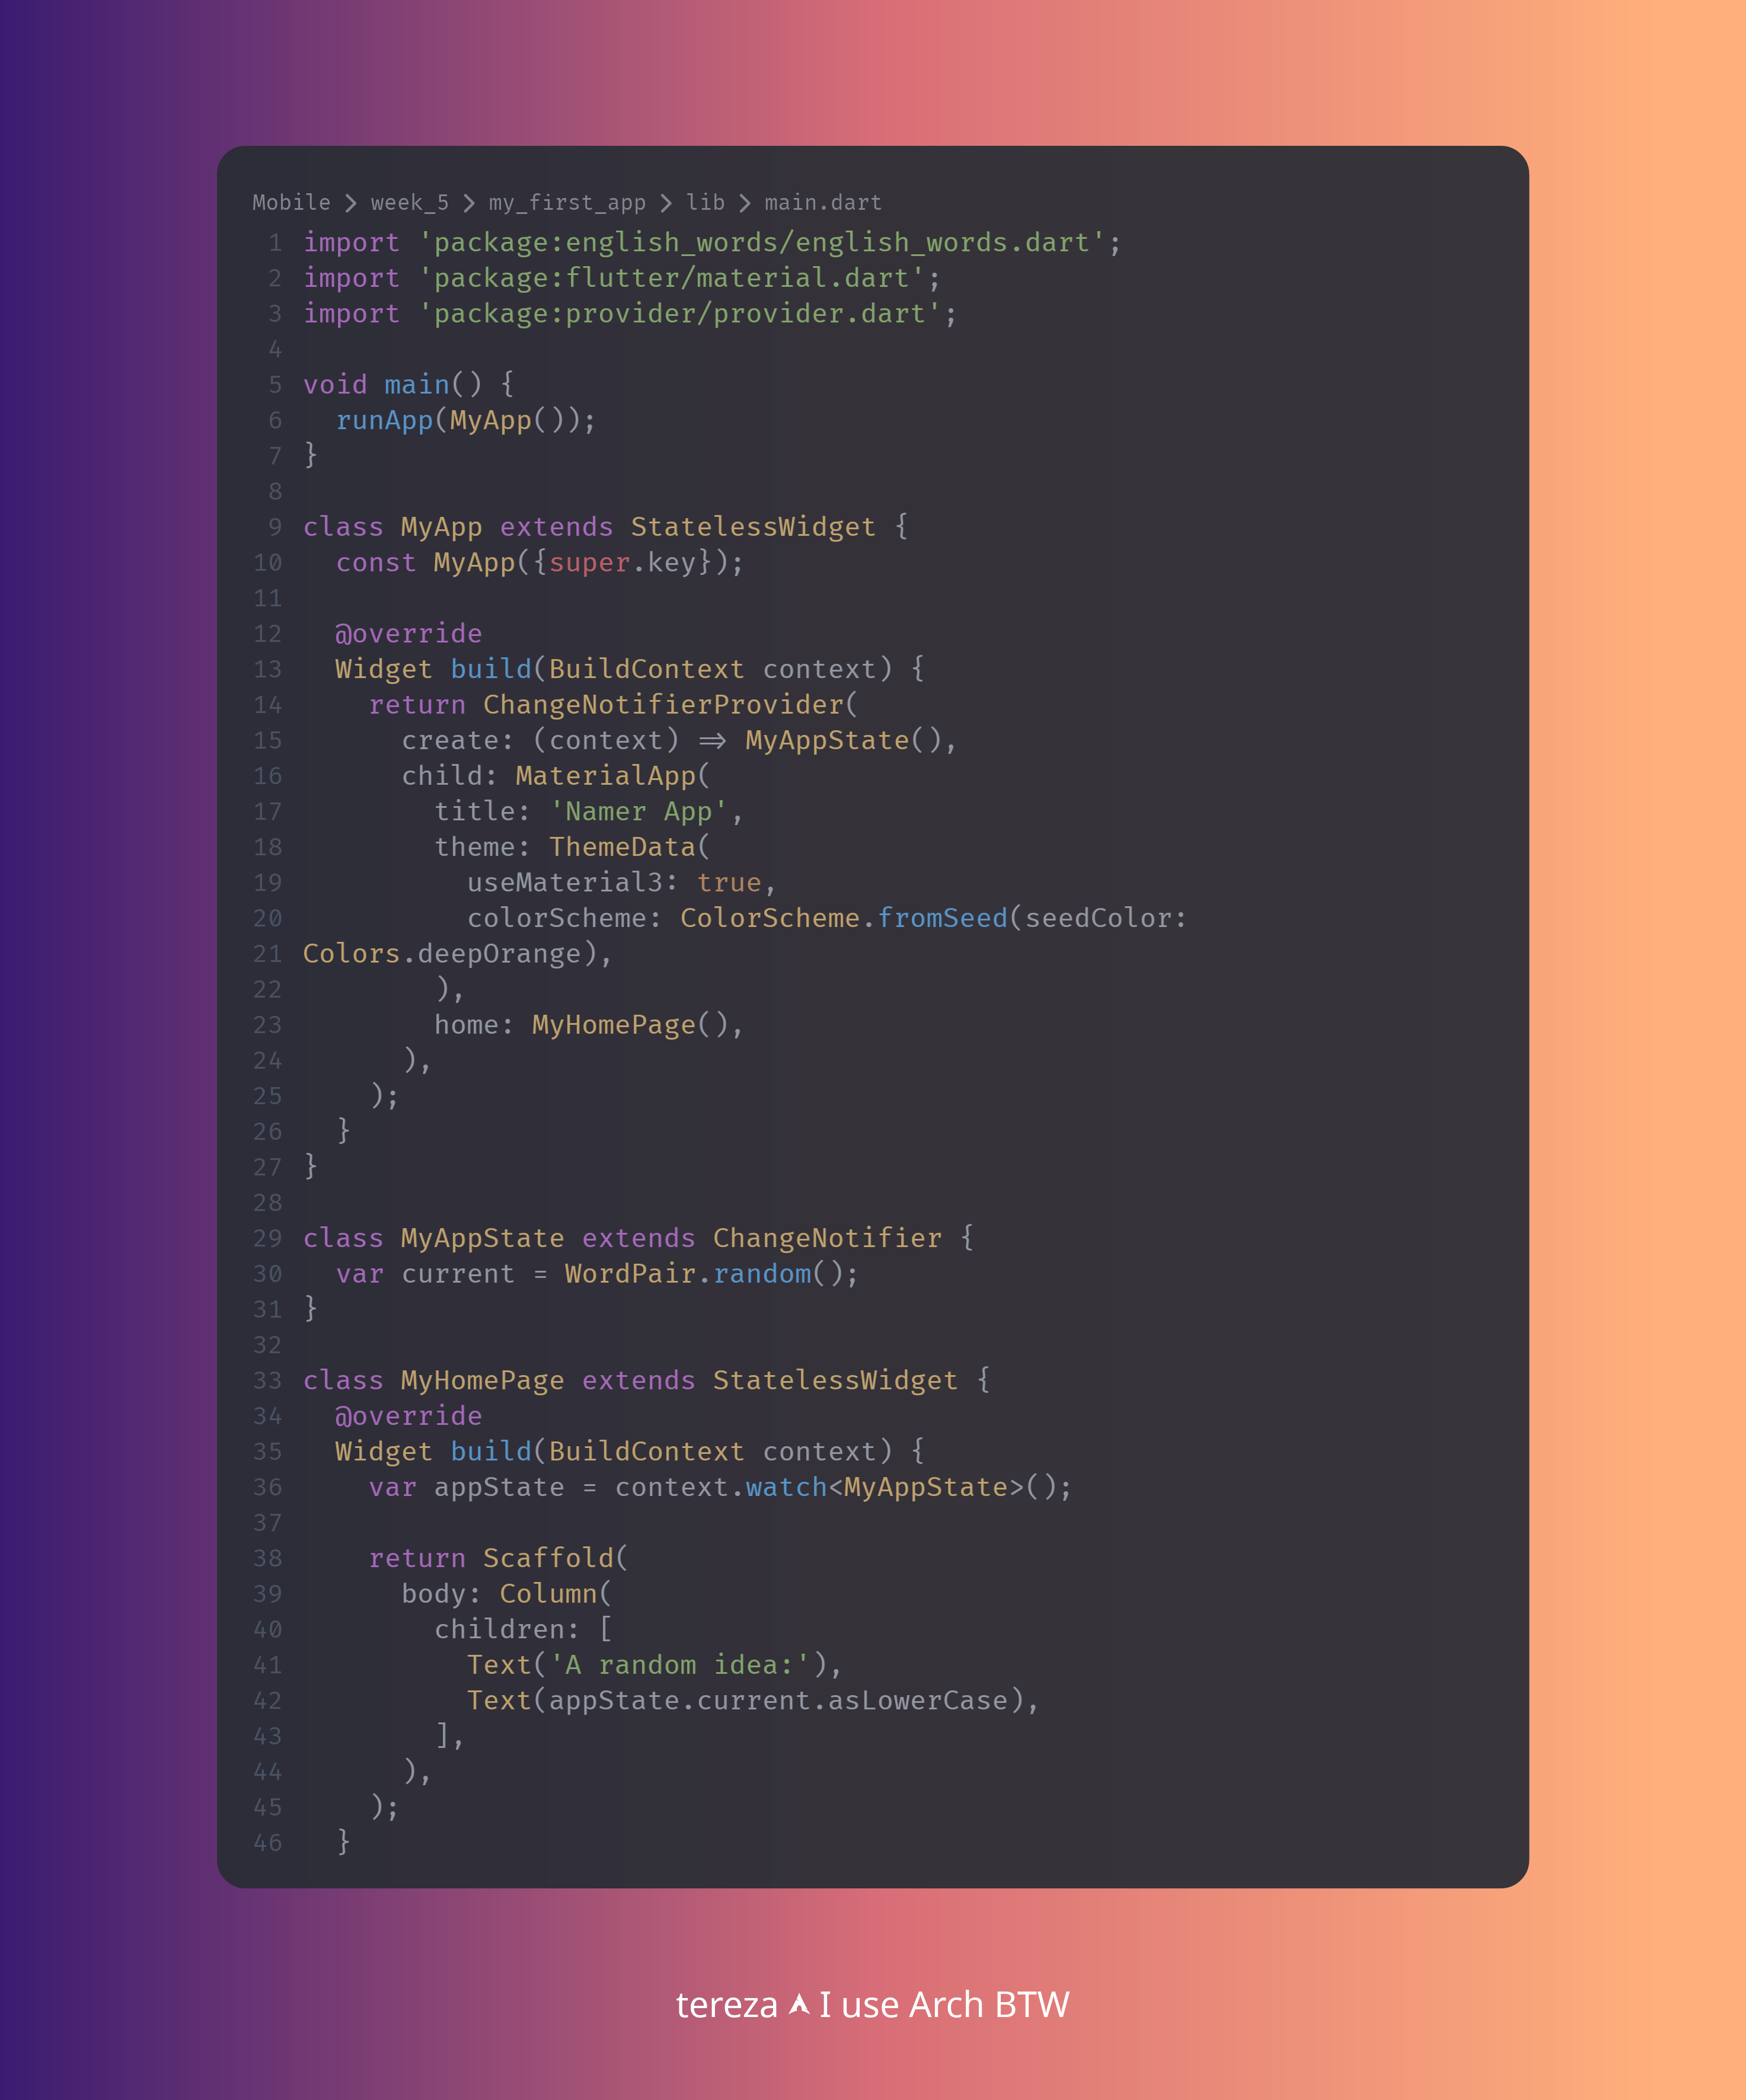 Mobile > week_5 > my_first_app > lib > main.dart
1 import 'package:english_words/english_words.dart';
2 import 'package:flutter/material.dart';
3 import 'package:provider/provider.dart';
4
5 void main() {
6   runApp(MyApp());
7 }
8
9 class MyApp extends StatelessWidget {
10   const MyApp({super.key});
11
12   @override
13   Widget build(BuildContext context) {
14     return ChangeNotifierProvider(
15       create: (context) => MyAppState(),
16       child: MaterialApp(
17         title: 'Namer App',
18         theme: ThemeData(
19           useMaterial3: true,
20           colorScheme: ColorScheme.fromSeed(seedColor:
21 Colors.deepOrange),
22         ),
23         home: MyHomePage(),
24       ),
25     );
26   }
27 }
28
29 class MyAppState extends ChangeNotifier {
30   var current = WordPair.random();
31 }
32
33 class MyHomePage extends StatelessWidget {
34   @override
35   Widget build(BuildContext context) {
36     var appState = context.watch<MyAppState>();
37
38     return Scaffold(
39       body: Column(
40         children: [
41           Text('A random idea:'),
42           Text(appState.current.asLowerCase),
43         ],
44       ),
45     );
46   }
tereza I use Arch BTW